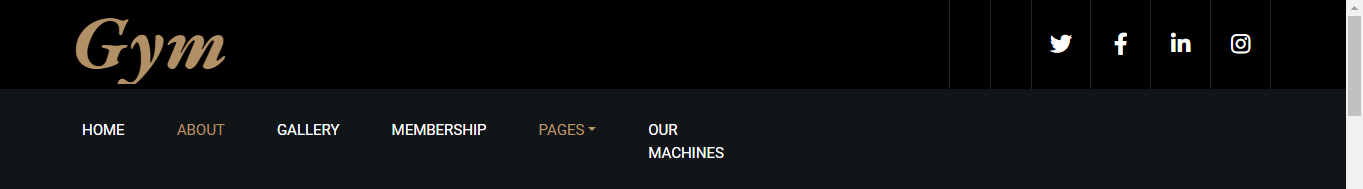 Gym
HOME ABOUT GALLERY MEMBERSHIP PAGES OUR
MACHINES